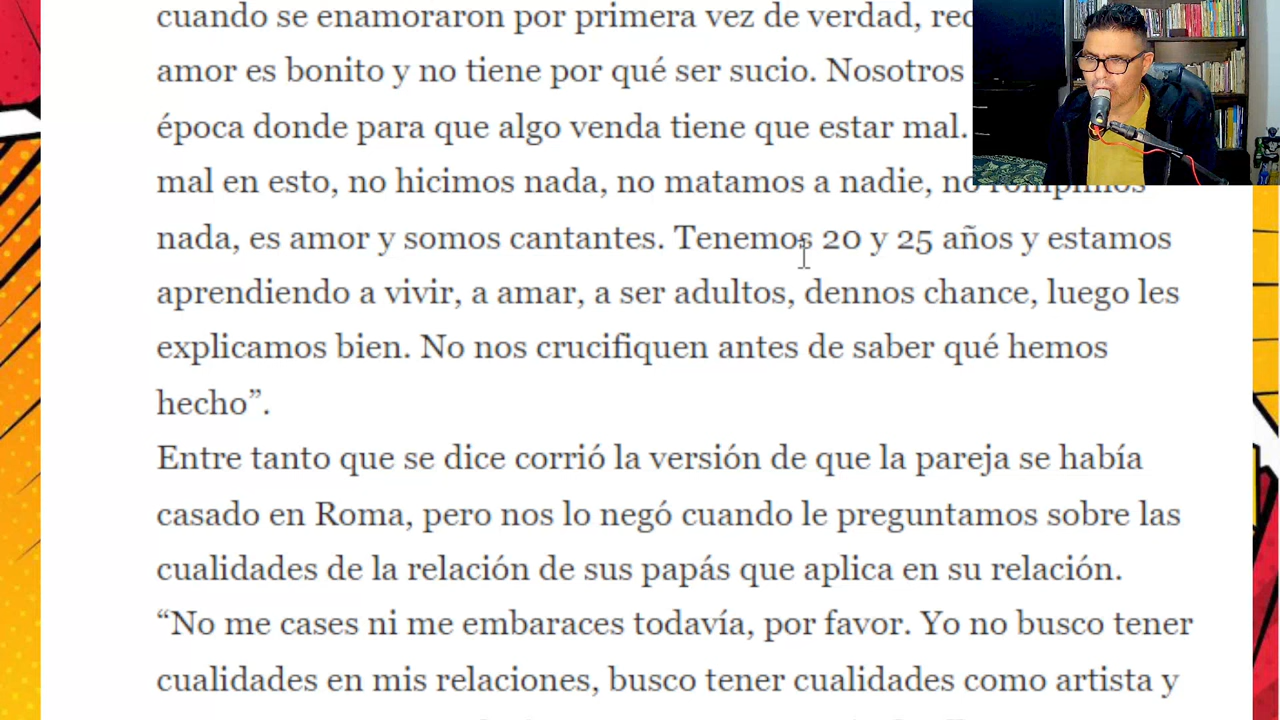 cuando se enamoraron por primera vez de verdad,
amor es bonito y no tiene por qué ser sucio. Nosotros
época donde para que algo venda tiene que estar mal.
mal en esto, no hicimos nada, no matamos a nadie, no rompimos
nada, es amor y somos cantantes. Tenemos 20 y 25 años y estamos
aprendiendo a vivir, a amar, a ser adultos, dennos chance, luego les
explicamos bien. No nos crucifiquen antes de saber qué hemos
hecho”.
Entre tanto que se dice corrió la versión de que la pareja se había
casado en Roma, pero nos lo negó cuando le preguntamos sobre las
cualidades de la relación de sus papás que aplica en su relación.
“No me cases ni me embaraces todavía, por favor. Yo no busco tener
cualidades en mis relaciones, busco tener cualidades como artista y